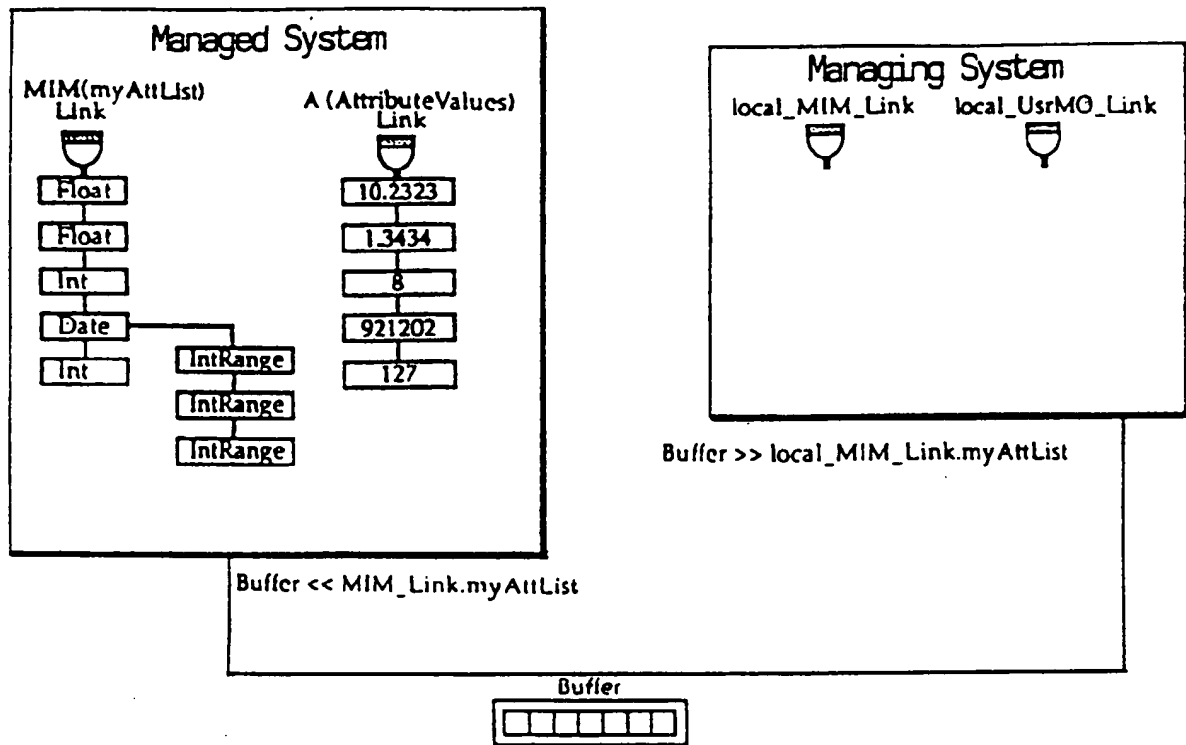 Managed System
MIM(myAttList)
Link
A (AttributeValues)
Link
Float
Float
Int
Date
Int
IntRange
IntRange
IntRange
10.2323
1.3434
8
921202
127
Managing System
local_MIM_Link
local_UsrMO_Link
Buffer >> local_MIM_Link.myAttList
Buffer << MIM_Link.myAttList
Buffer